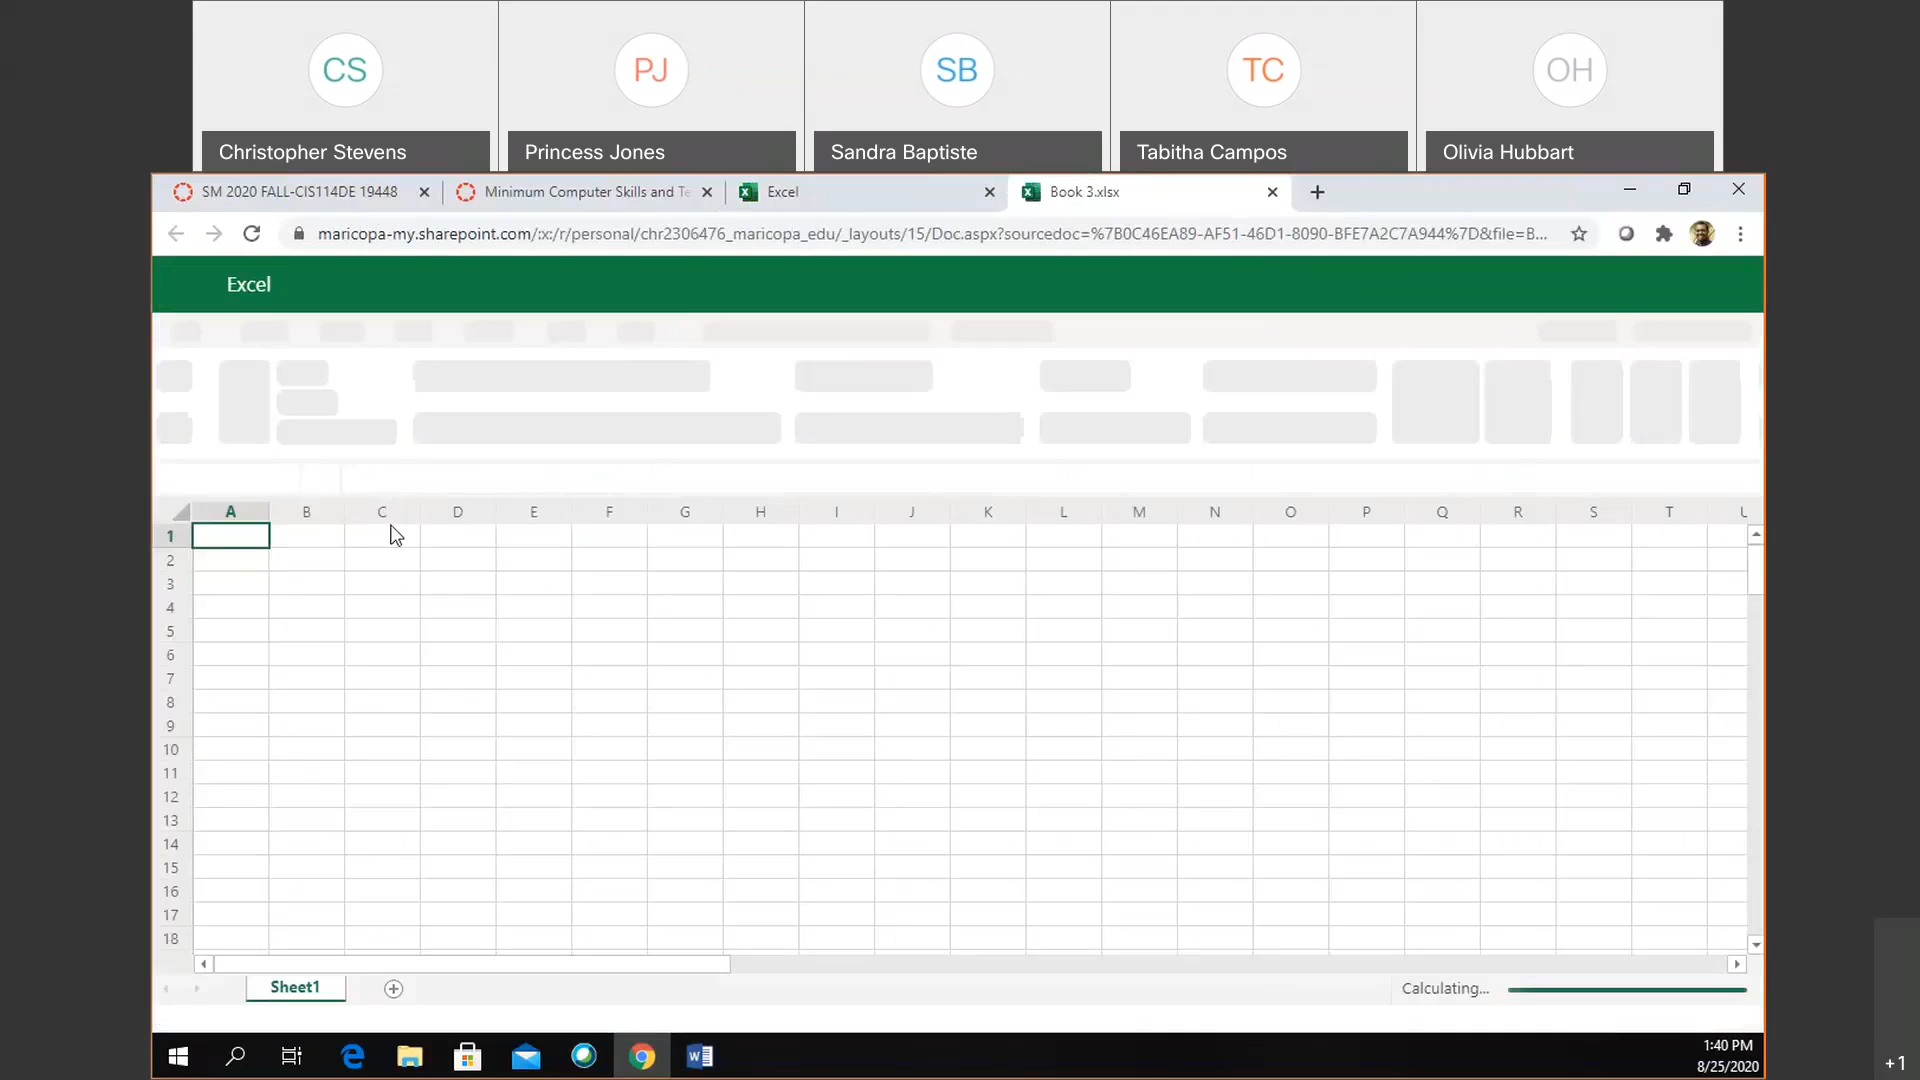 CS PJ SB TC OH
Christopher Stevens Princess Jones Sandra Baptiste Tabitha Campos Olivia Hubbart
SM 2020 FALL-CIS114DE 19448 Minimum Computer Skills and Te Excel Book 3.xlsx
maricopa-my.sharepoint.com/:x:/r/personal/chr2306476_maricopa_edu/_layouts/15/Doc.aspx?sourcedoc=%7B0C46EA89-AF51-46D1-8090-BFE7A2C7A944%7D&file=B...
Excel
A B C D E F G H I J K L M N O P Q R S T U
1
2
3
4
5
6
7
8
9
10
11
12
13
14
15
16
17
18
Sheet1 Calculating...
1:40 PM
8/25/2020
+1